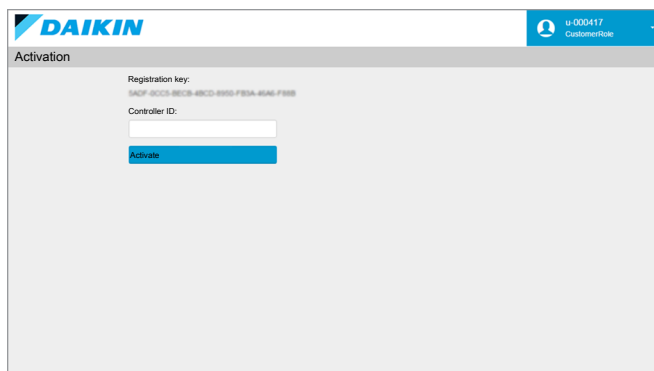 DAIKIN
u-000417
CustomerRole
Activation
Registration key:
Controller ID:
Activate